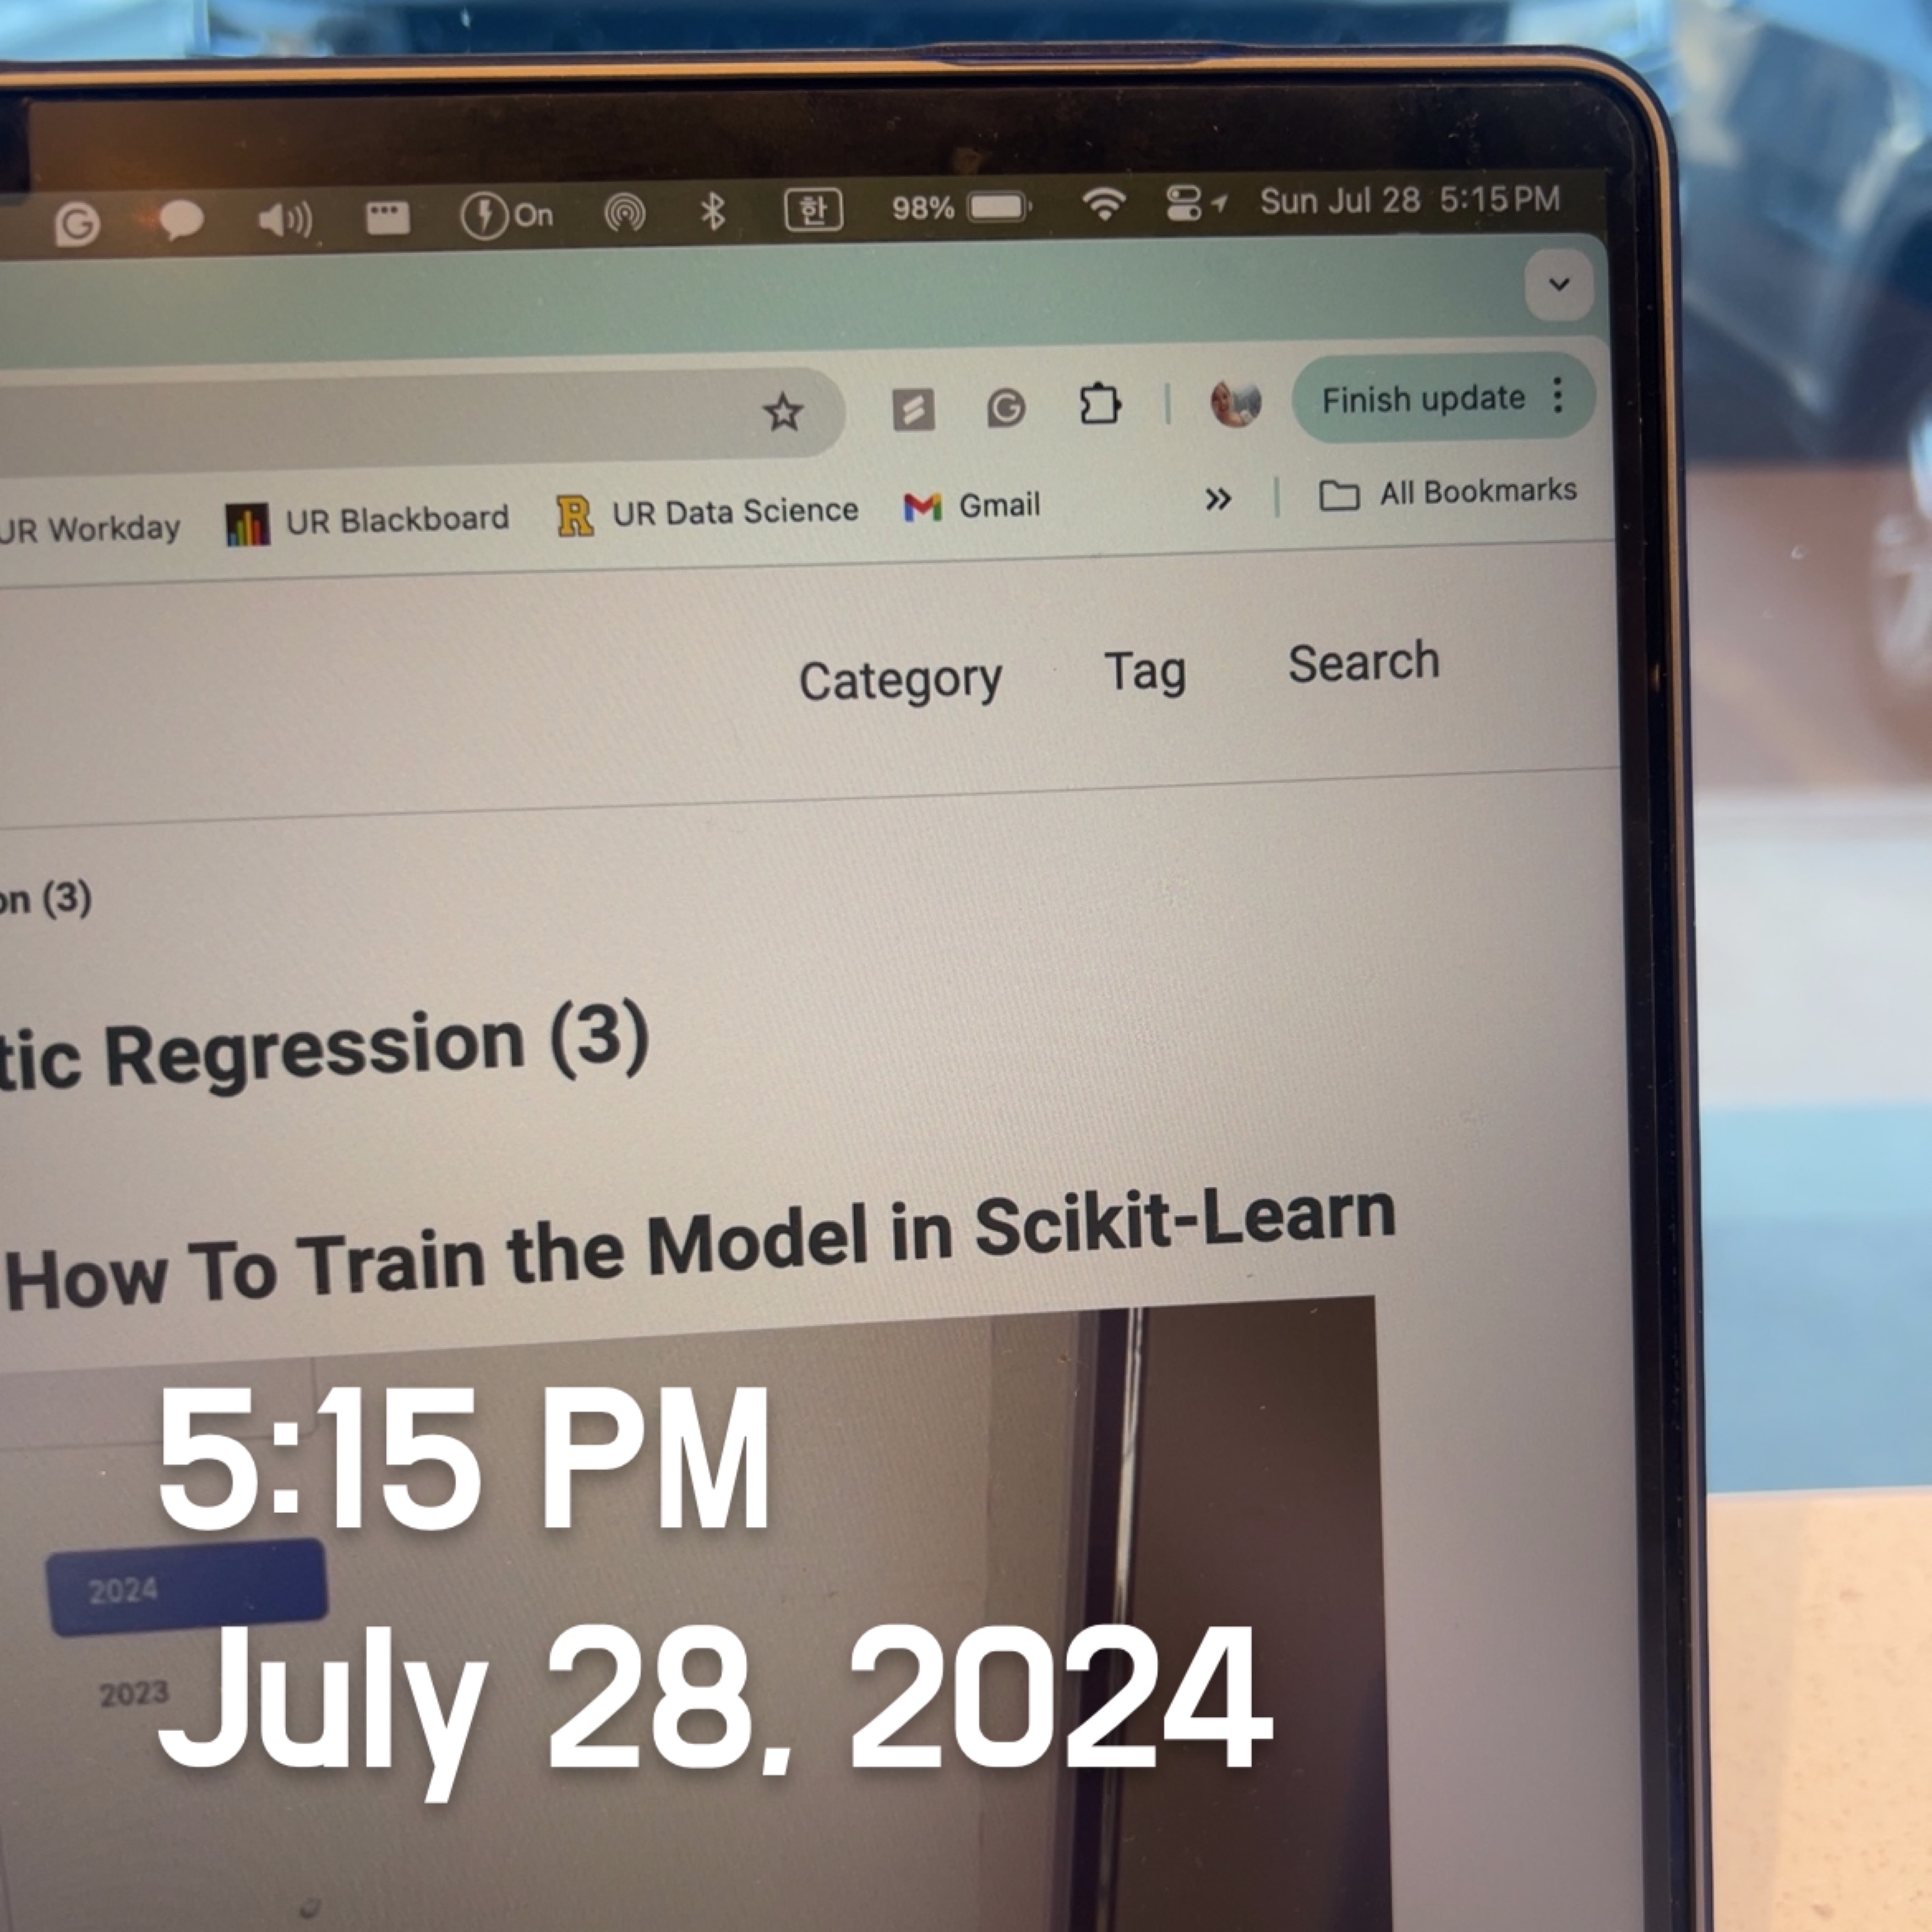 On 한 98% Sun Jul 28 5:15 PM
Finish update
UR Workday UR Blackboard UR Data Science Gmail » All Bookmarks
Category Tag Search
(3)
Regression (3)
How To Train the Model in Scikit-Learn
5:15 PM
2024
July 28, 2024
2023